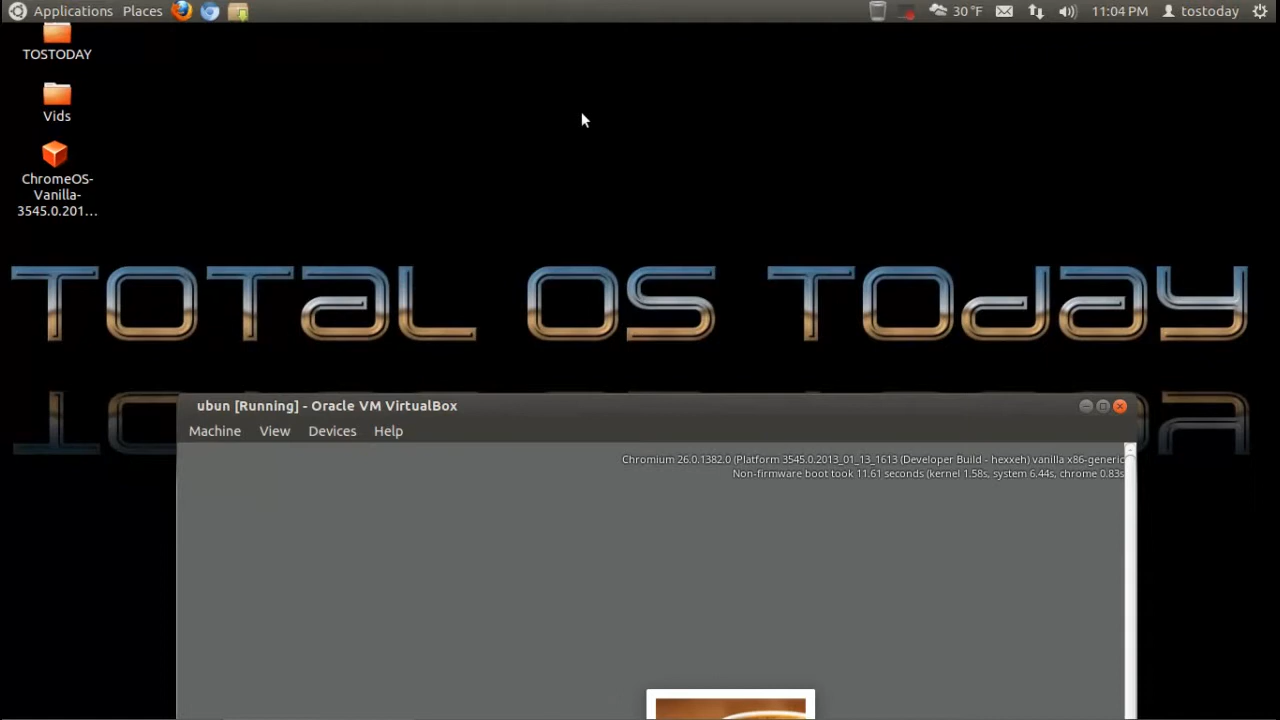 Applications Places 30 °F 11:04 PM tostoday
TOSTODAY
Vids
ChromeOS-
Vanilla-
3545.0.201...
TOTAL OS TODAY
ubun [Running] - Oracle VM VirtualBox
Machine View Devices Help
Chromium 26.0.1382.0 (Platform 3545.0.2013_01_13_1613 (Developer Build - hexxeh) vanilla x86-generic
Non-firmware boot took 11.61 seconds (kernel 1.58s, system 6.44s, chrome 0.83s